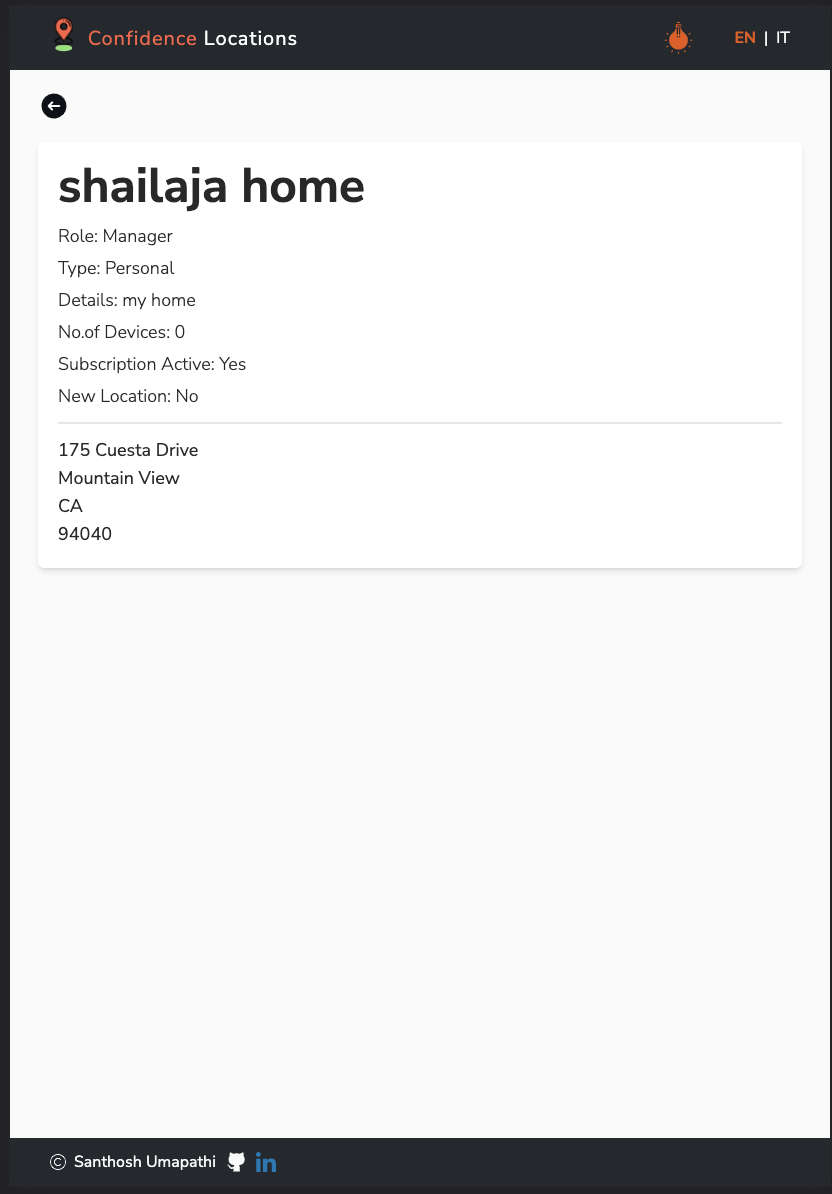 Confidence Locations
EN | IT
shailaja home
Role: Manager
Type: Personal
Details: my home
No.of Devices: 0
Subscription Active: Yes
New Location: No
175 Cuesta Drive
Mountain View
CA
94040
© Santhosh Umapathi in